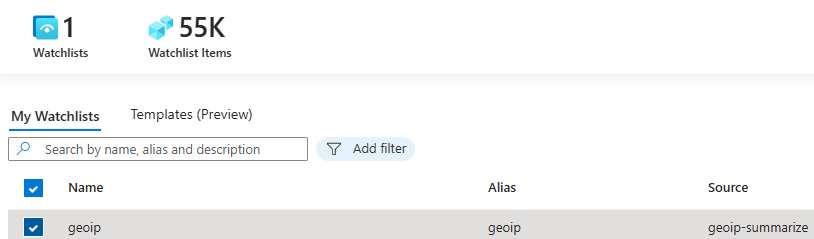 1
Watchlists
55K
Watchlist Items
My Watchlists
Templates (Preview)
Search by name, alias and description
Add filter
Name Alias Source
geoip geoip geoip-summarize